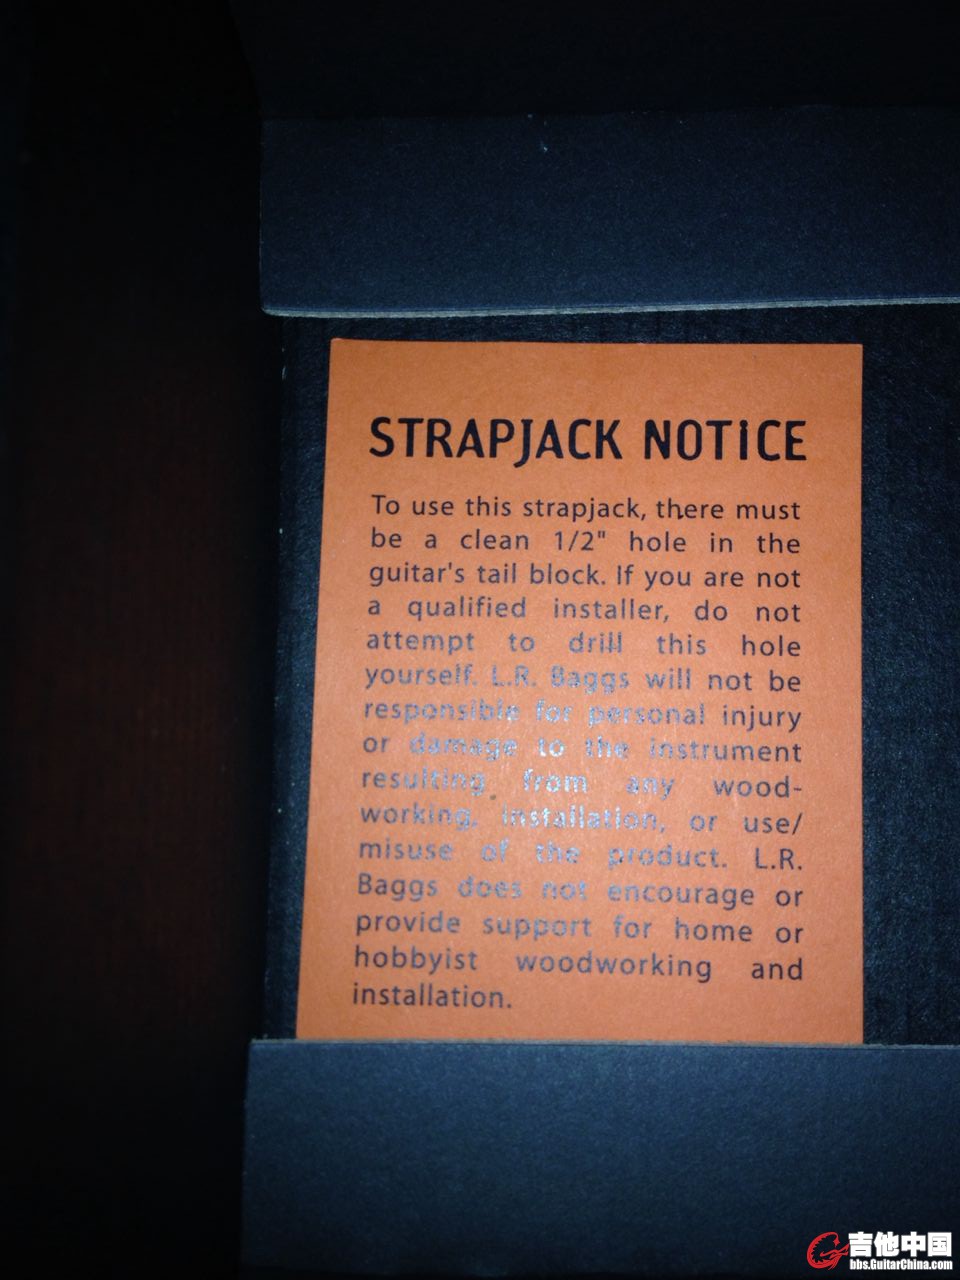 STRAPJACK NOTICE
To use this strapjack, there must
be a clean 1/2" hole in the
guitar's tail block. If you are not
a qualified installer, do not
attempt to drill this hole
yourself. L.R. Baggs will not be
responsible for personal injury
or damage to the instrument
resulting from any wood-
working, installation, or use/
misuse of the product. L.R.
Baggs does not encourage or
provide support for home or
hobbyist woodworking and
installation.
吉他中国
bbs.GuitarChina.com